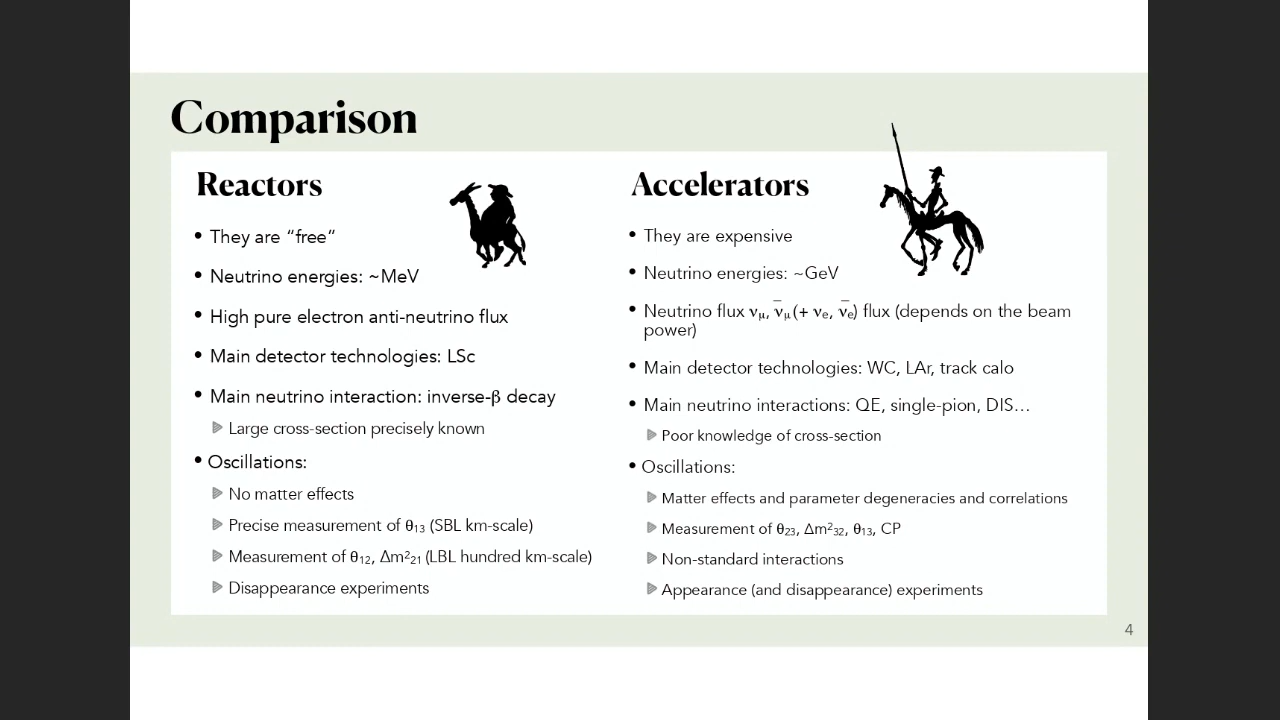 Comparison
Reactors
• They are “free”
• Neutrino energies: ~MeV
• High pure electron anti-neutrino flux
• Main detector technologies: LSc
• Main neutrino interaction: inverse-β decay
Large cross-section precisely known
• Oscillations:
No matter effects
Precise measurement of θ₁₃ (SBL km-scale)
Measurement of θ₁₂, Δm²₂₁ (LBL hundred km-scale)
Disappearance experiments
Accelerators
• They are expensive
• Neutrino energies: ~GeV
• Neutrino flux νμ, ν̅μ (+ νₑ, ν̅ₑ) flux (depends on the beam
power)
• Main detector technologies: WC, LAr, track calo
• Main neutrino interactions: QE, single-pion, DIS…
Poor knowledge of cross-section
• Oscillations:
Matter effects and parameter degeneracies and correlations
Measurement of θ₂₃, Δm²₃₂, θ₁₃, CP
Non-standard interactions
Appearance (and disappearance) experiments
4